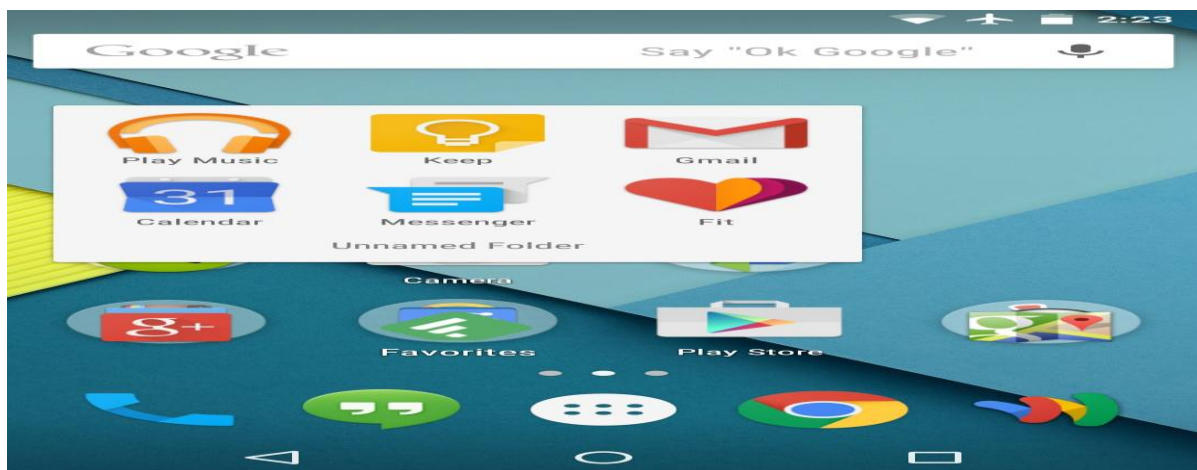 2:23
Google Say "Ok Google"
Play Music Keep Gmail
31
Calendar Messenger Fit
Unnamed Folder
Camera
g+
Favorites Play Store